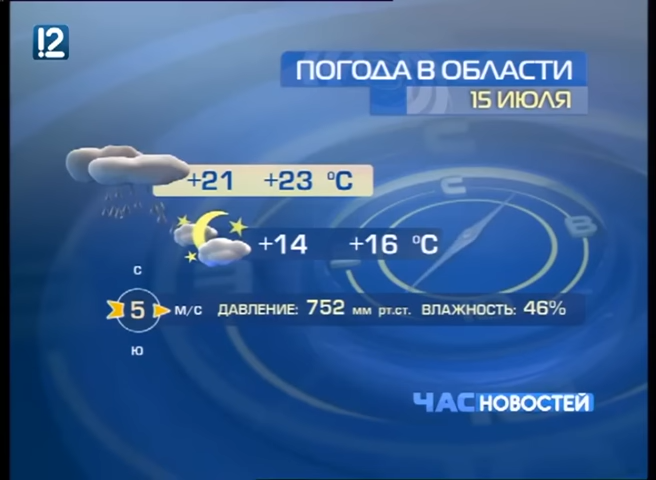 12
ПОГОДА В ОБЛАСТИ
15 ИЮЛЯ
+21 +23 °C
+14 +16 °C
С
5 М/С ДАВЛЕНИЕ: 752 мм рт.ст. ВЛАЖНОСТЬ: 46%
Ю
ЧАС НОВОСТЕЙ